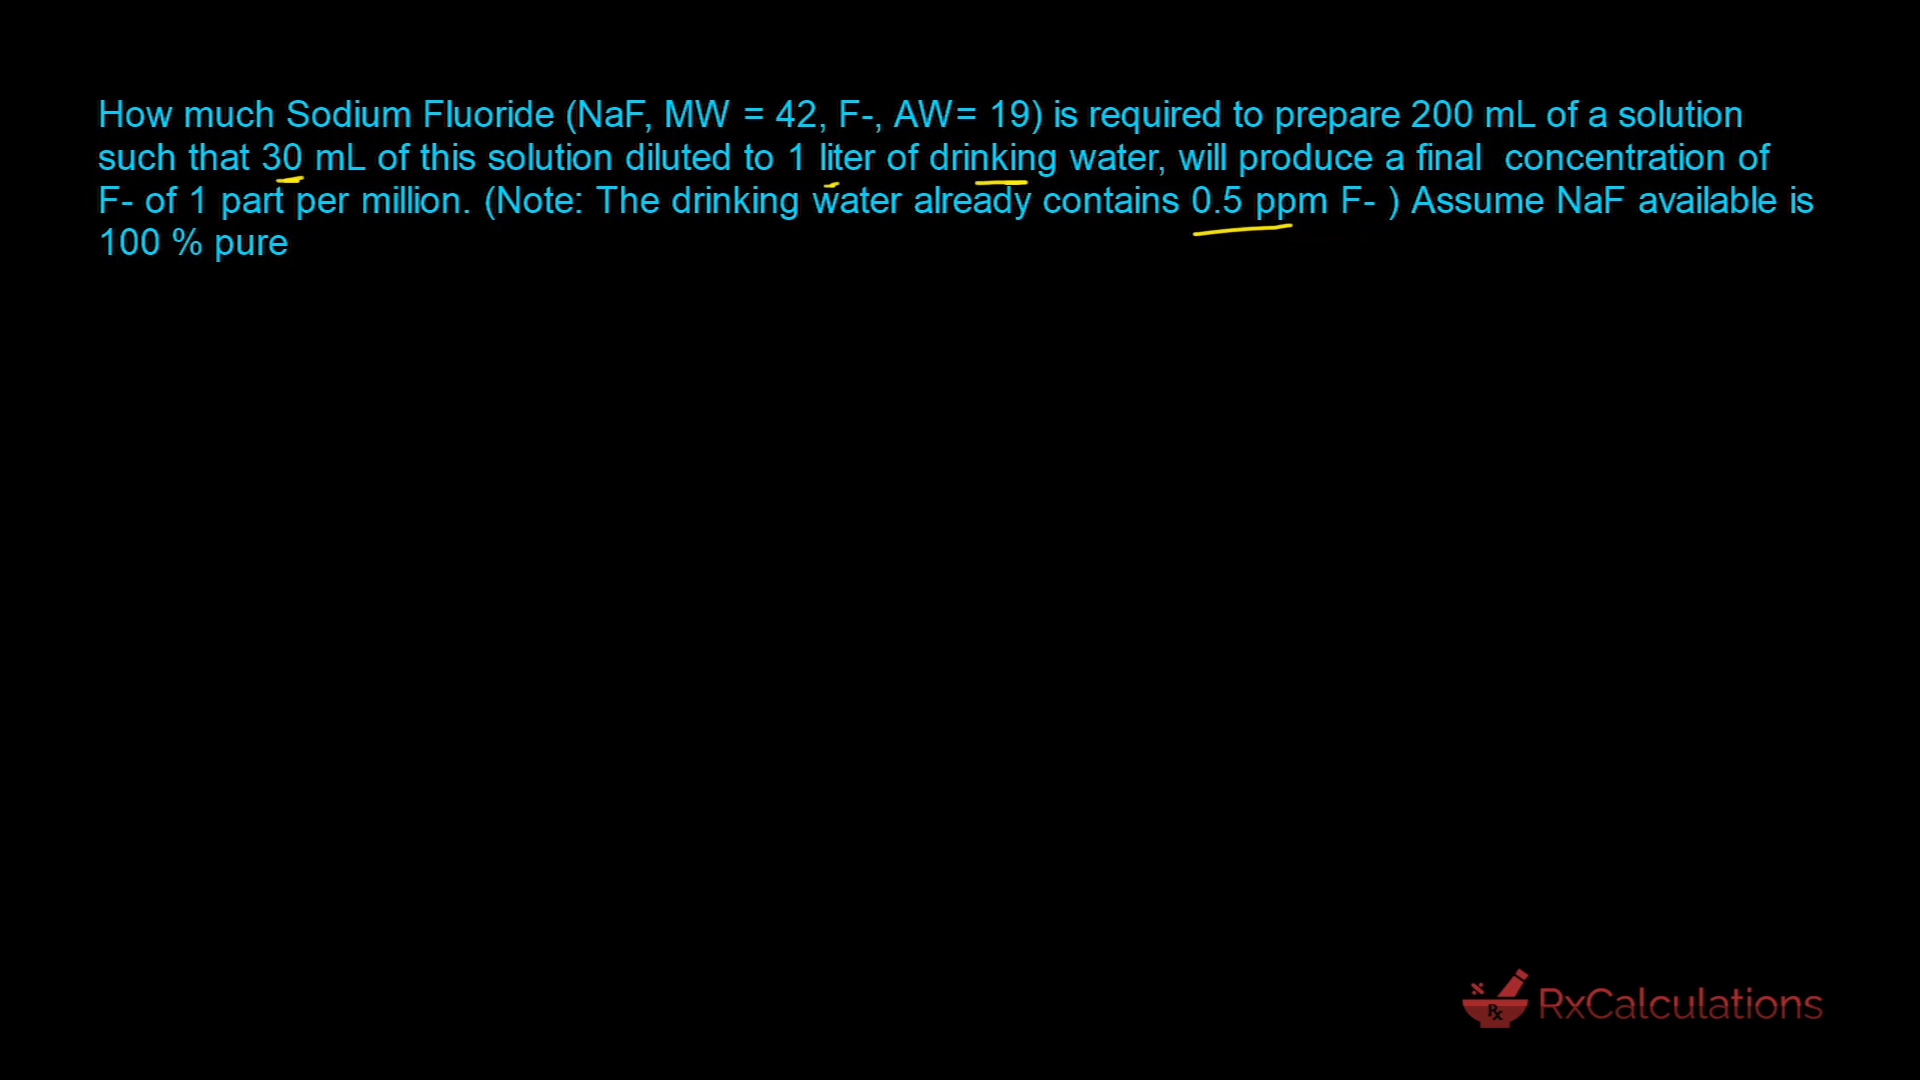 How much Sodium Fluoride (NaF, MW = 42, F-, AW= 19) is required to prepare 200 mL of a solution
such that 30 mL of this solution diluted to 1 liter of drinking water, will produce a final concentration of
F- of 1 part per million. (Note: The drinking water already contains 0.5 ppm F- ) Assume NaF available is
100 % pure
Rx
RxCalculations